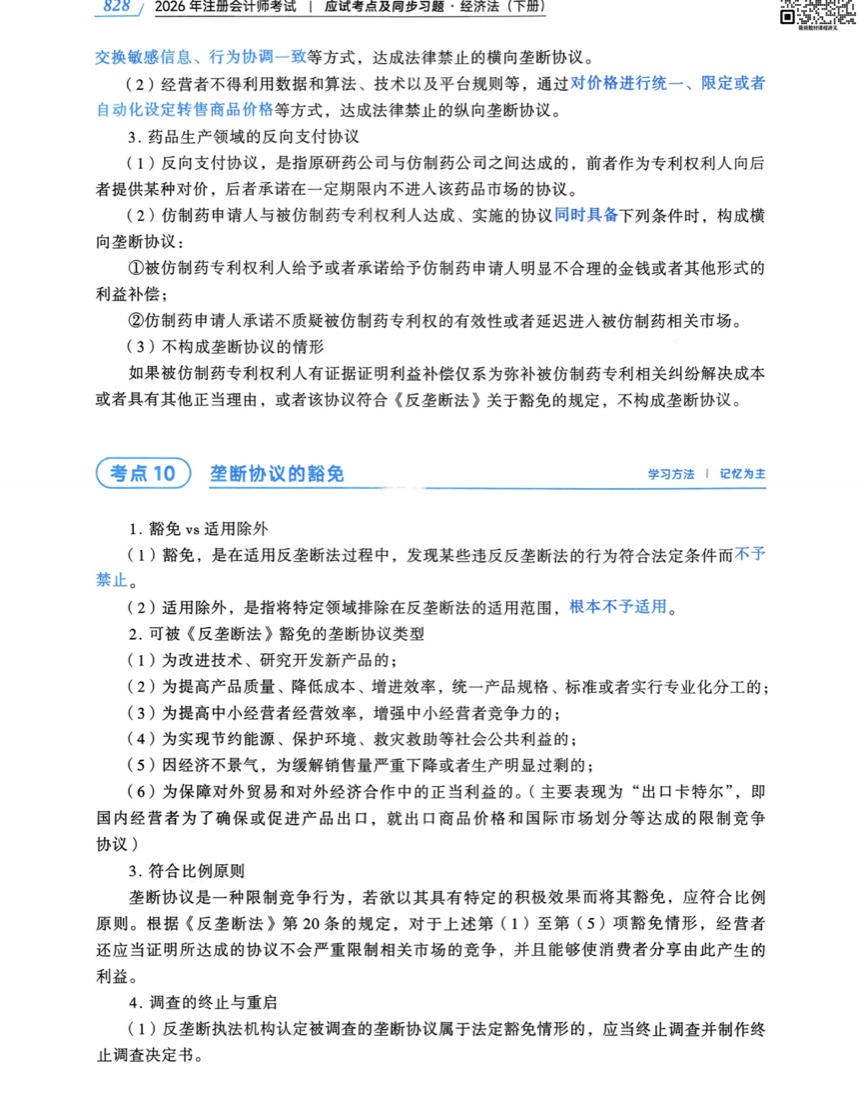 828 2026 年注册会计师考试 | 应试考点及同步习题 · 经济法（下册）
交换敏感信息、行为协调一致等方式，达成法律禁止的横向垄断协议。
（2）经营者不得利用数据和算法、技术以及平台规则等，通过对价格进行统一、限定或者
自动化设定转售商品价格等方式，达成法律禁止的纵向垄断协议。
3. 药品生产领域的反向支付协议
（1）反向支付协议，是指原研药公司与仿制药公司之间达成的，前者作为专利权利人向后
者提供某种对价，后者承诺在一定期限内不进入该药品市场的协议。
（2）仿制药申请人与被仿制药专利权利人达成、实施的协议同时具备下列条件时，构成横
向垄断协议：
①被仿制药专利权利人给予或者承诺给予仿制药申请人明显不合理的金钱或者其他形式的
利益补偿；
②仿制药申请人承诺不质疑被仿制药专利权的有效性或者延迟进入被仿制药相关市场。
（3）不构成垄断协议的情形
如果被仿制药专利权利人有证据证明利益补偿仅系为弥补被仿制药专利相关纠纷解决成本
或者具有其他正当理由，或者该协议符合《反垄断法》关于豁免的规定，不构成垄断协议。
考点 10 垄断协议的豁免 学习方法 | 记忆为主
1. 豁免 vs 适用除外
（1）豁免，是在适用反垄断法过程中，发现某些违反反垄断法的行为符合法定条件而不予
禁止。
（2）适用除外，是指将特定领域排除在反垄断法的适用范围，根本不予适用。
2. 可被《反垄断法》豁免的垄断协议类型
（1）为改进技术、研究开发新产品的；
（2）为提高产品质量、降低成本、增进效率，统一产品规格、标准或者实行专业化分工的；
（3）为提高中小经营者经营效率，增强中小经营者竞争力的；
（4）为实现节约能源、保护环境、救灾救助等社会公共利益的；
（5）因经济不景气，为缓解销售量严重下降或者生产明显过剩的；
（6）为保障对外贸易和对外经济合作中的正当利益的。（主要表现为“出口卡特尔”，即
国内经营者为了确保或促进产品出口，就出口商品价格和国际市场划分等达成的限制竞争
协议）
3. 符合比例原则
垄断协议是一种限制竞争行为，若欲以其具有特定的积极效果而将其豁免，应符合比例
原则。根据《反垄断法》第 20 条的规定，对于上述第（1）至第（5）项豁免情形，经营者
还应当证明所达成的协议不会严重限制相关市场的竞争，并且能够使消费者分享由此产生的
利益。
4. 调查的终止与重启
（1）反垄断执法机构认定被调查的垄断协议属于法定豁免情形的，应当终止调查并制作终
止调查决定书。